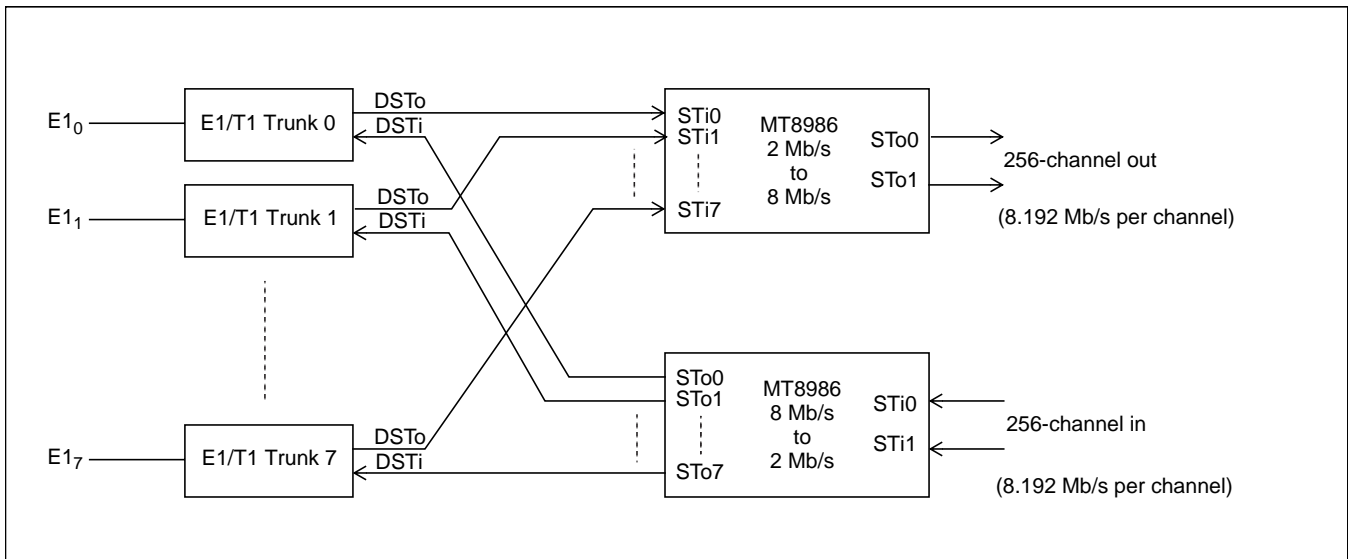 E1₀
E1/T1 Trunk 0
DSTo
DSTi
E1₁
E1/T1 Trunk 1
DSTo
DSTi
E1₇
E1/T1 Trunk 7
DSTo
DSTi
STi0
STi1
STi7
MT8986
2 Mb/s
to
8 Mb/s
STo0
STo1
256-channel out
(8.192 Mb/s per channel)
STo0
STo1
STo7
MT8986
8 Mb/s
to
2 Mb/s
STi0
STi1
256-channel in
(8.192 Mb/s per channel)